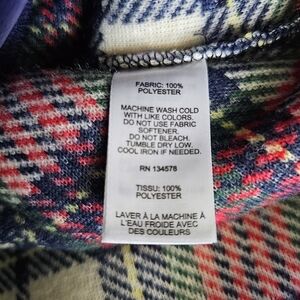 FABRIC: 100%
POLYESTER
MACHINE WASH COLD
WITH LIKE COLORS.
DO NOT USE FABRIC
SOFTENER.
DO NOT BLEACH.
TUMBLE DRY LOW.
COOL IRON IF NEEDED.
RN 134578
TISSU: 100%
POLYESTER
LAVER À LA MACHINE À
L'EAU FROIDE AVEC
DES COULEURS